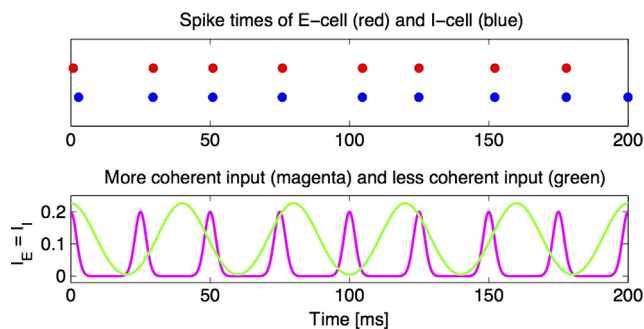 Spike times of E-cell (red) and I-cell (blue)
0 50 100 150 200
More coherent input (magenta) and less coherent input (green)
I_E = I_I
0.2
0.1
0
0 50 100 150 200
Time [ms]